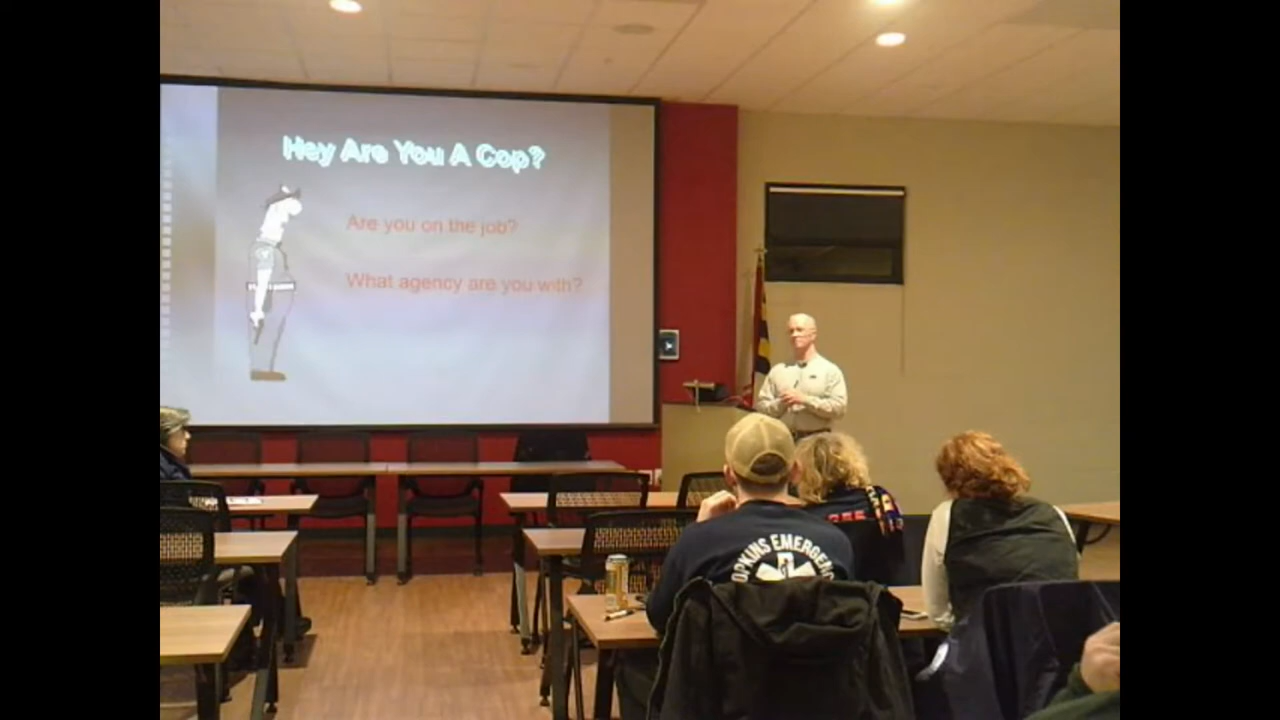 Hey Are You A Cop?
Are you on the job?
What agency are you with?
OPKINS EMERGENC